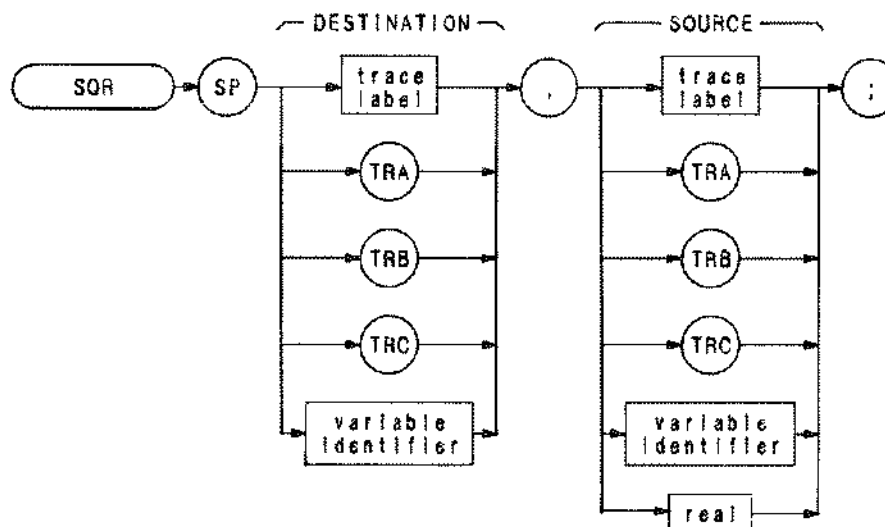 DESTINATION
SOURCE
SQR
SP
trace
label
,
trace
label
;
TRA
TRA
TRB
TRB
TRC
TRC
variable
identifier
variable
identifier
real